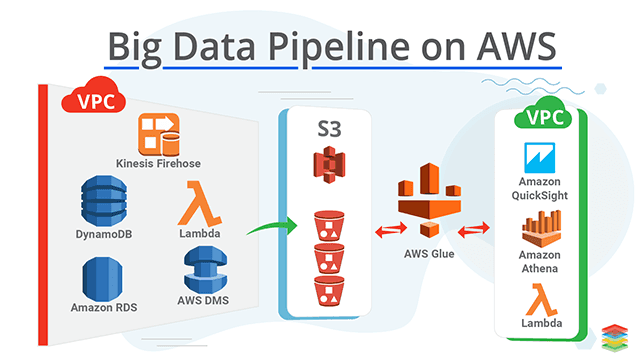 Big Data Pipeline on AWS
VPC
Kinesis Firehose
DynamoDB
Lambda
Amazon RDS
AWS DMS
S3
AWS Glue
VPC
Amazon
QuickSight
Amazon
Athena
Lambda